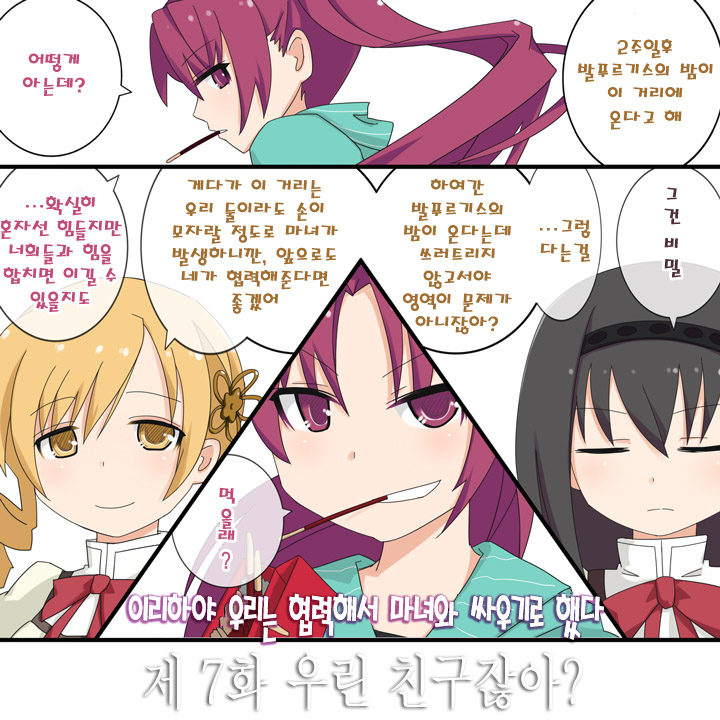 2주일후
발푸르기스의 밤이
이 거리에
온다고 해
어떻게
아는데?
그건 비밀
...그렇
다는걸
하여간
발푸르기스의
밤이 온다는데
쓰러트리지
않고서야
영역이 문제가
아니잖아?
게다가 이 거리는
우리 둘이라도 손이
모자랄 정도로 마녀가
발생하니깐, 앞으로도
네가 협력해준다면
좋겠어
...확실히
혼자선 힘들지만
너희들과 힘을
합치면 이길 수
있을지도
먹을래?
이리하야 우리는 협력해서 마녀와 싸우기로 했다
제 7화 우린 친구잖아?